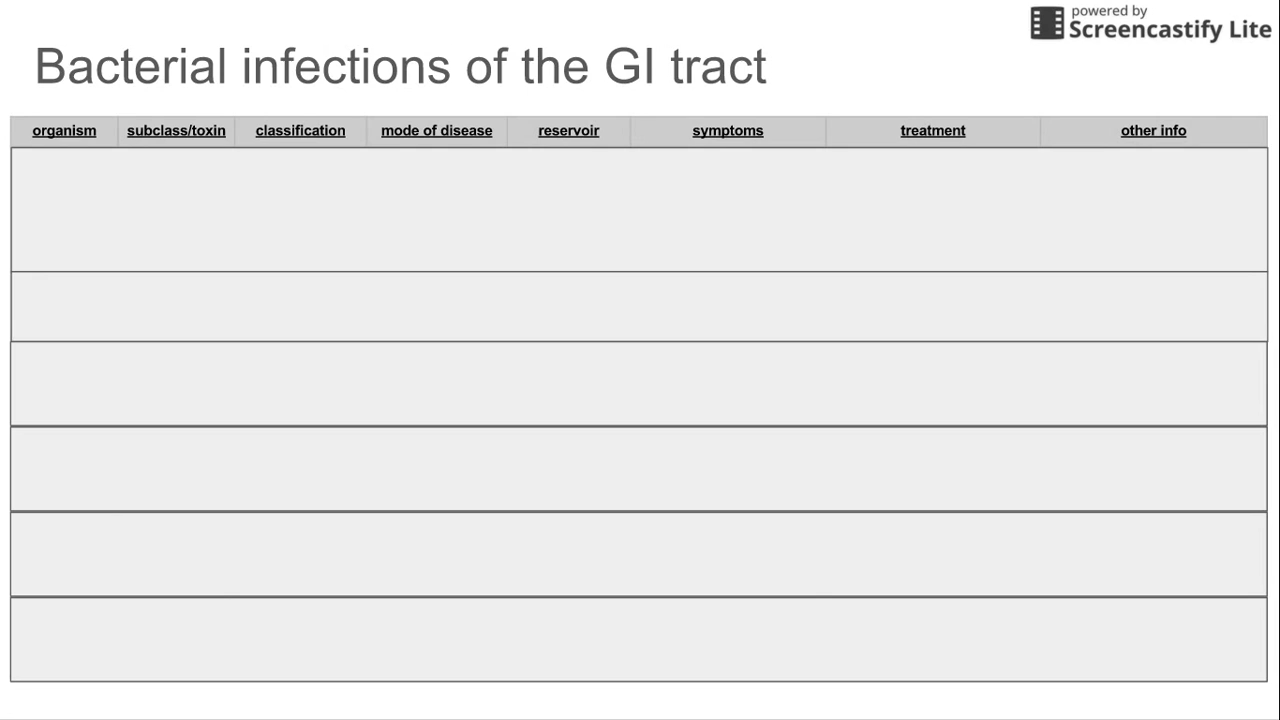 powered by
Screencastify Lite
Bacterial infections of the GI tract
organism subclass/toxin classification mode of disease reservoir symptoms treatment other info